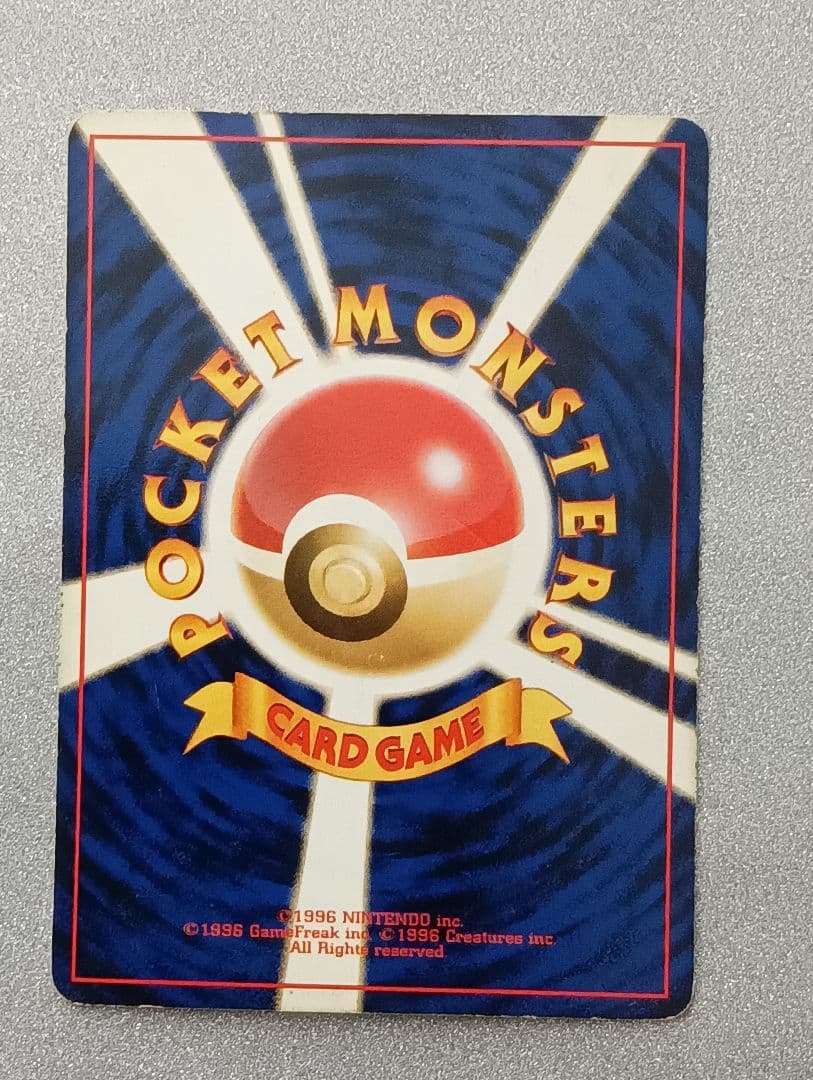 POCKET MONSTERS
CARD GAME
©1996 NINTENDO inc.
©1996 GameFreak inc. ©1996 Creatures inc.
All Rights reserved